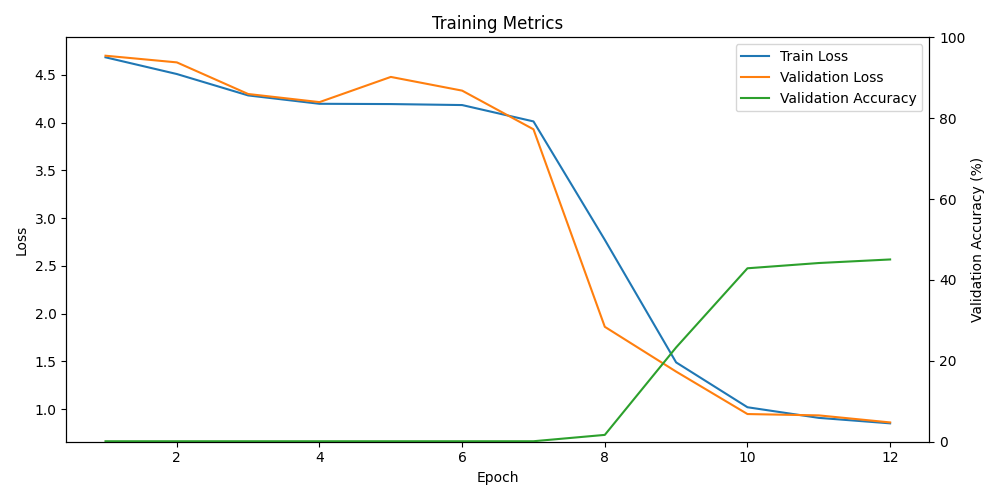 Training Metrics
Train Loss
Validation Loss
Validation Accuracy
Loss
4.5
4.0
3.5
3.0
2.5
2.0
1.5
1.0
100
80
60
40
20
0
Validation Accuracy (%)
2 4 6 8 10 12
Epoch